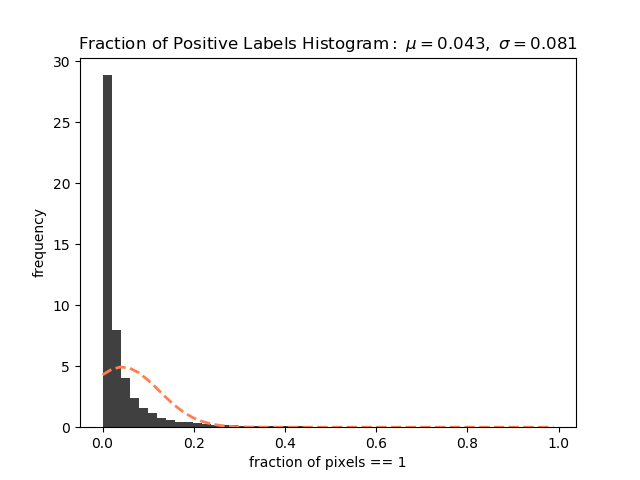 Fraction of Positive Labels Histogram : μ = 0.043, σ = 0.081
30
25
20
15
10
5
0
frequency
0.0 0.2 0.4 0.6 0.8 1.0
fraction of pixels == 1